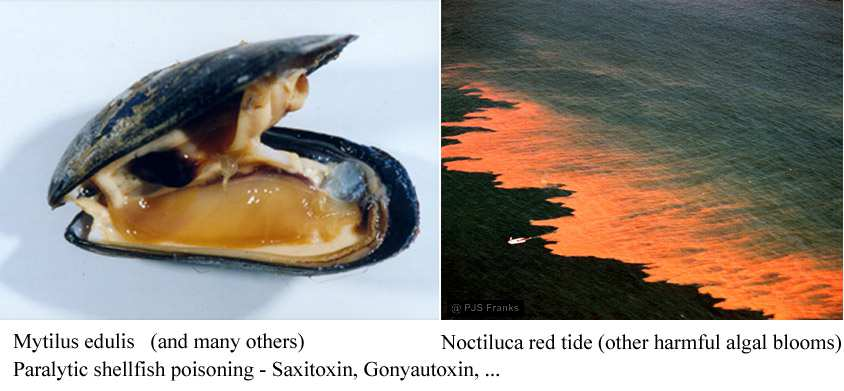 @ PJS Franks
Mytilus edulis (and many others)
Noctiluca red tide (other harmful algal blooms)
Paralytic shellfish poisoning - Saxitoxin, Gonyautoxin, ...